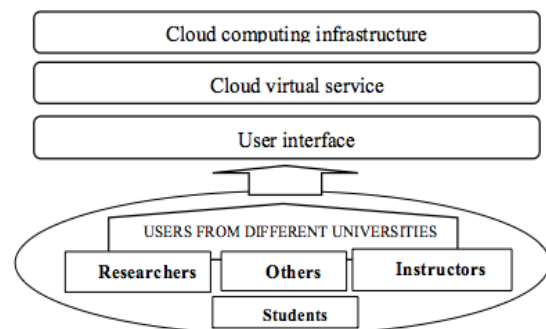 Cloud computing infrastructure
Cloud virtual service
User interface
USERS FROM DIFFERENT UNIVERSITIES
Researchers Others Instructors
Students